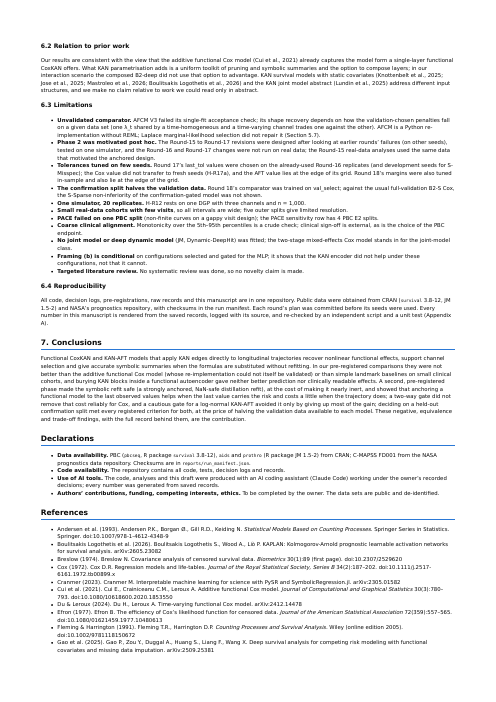 6.2 Relation to prior work
Our results are consistent with the view that the additive functional Cox model (Cui et al., 2021) already captures the form a single-layer functional
CoxKAN offers. What KAN parametrisation adds is a uniform toolkit of pruning and symbolic summaries and the option to compose layers; in our
interaction scenario the composed B2-deep did not use that option to advantage. KAN survival models with static covariates (Knottenbelt et al., 2025;
Jose et al., 2025; Mastroleo et al., 2026; Boulitsakis Logothetis et al., 2026) and the KAN joint model abstract (Lundin et al., 2025) address different input
structures, and we make no claim relative to work we could read only in abstract.
6.3 Limitations
• Unvalidated comparator. AFCM V3 failed its single-fit acceptance check; its shape recovery depends on how the validation-chosen penalties fall
on a given data set (one λ_t shared by a time-homogeneous and a time-varying channel trades one against the other). AFCM is a Python re-
implementation without REML; Laplace marginal-likelihood selection did not repair it (Section 5.7).
• Phase 2 was motivated post hoc. The Round-15 to Round-17 revisions were designed after looking at earlier rounds' failures (on other seeds),
tested on one simulator, and the Round-16 and Round-17 changes were not run on real data; the Round-15 real-data analyses used the same data
that motivated the anchor design.
• Tolerances tuned on few seeds. Round 17's last_tol values were chosen on the already-used Round-16 replicates (and development seeds for S-
Misspec); the Cox value did not transfer to fresh seeds (H-R17a), and the AFT value lies at the edge of its grid. Round 18's margins were also tuned
in-sample and also lie at the edge of their grid.
• The confirmation split halves the validation data. Round 18's comparator was trained on val_select; against the usual full-validation B2-S Cox,
the S-Sparse non-inferiority of the confirmation-gated model was not shown.
• One simulator, 20 replicates. H-R12 rests on one DGP with three channels and n = 1,000.
• Small real-data cohorts with few visits, so all intervals are wide; five outer splits give limited resolution.
• PACE failed on one PBC split (non-finite curves on a gappy visit design); the PACE sensitivity row has 4 PBC E2 splits.
• Coarse clinical alignment. Monotonicity over the 5th-95th percentiles is a crude check; clinical sign-off is external, as is the choice of the PBC
endpoint.
• No joint model or deep dynamic model (JM, Dynamic-DeepHit) was fitted; the two-stage mixed-effects Cox model stands in for the joint-model
class.
• Framing (b) is conditional on configurations selected and gated for the MLP; it shows that the KAN encoder did not help under these
configurations, not that it cannot.
• Targeted literature review. No systematic review was done, so no novelty claim is made.
6.4 Reproducibility
All code, decision logs, pre-registrations, raw records and this manuscript are in one repository. Public data were obtained from CRAN (survival 3.8-12, JM
1.5-2) and NASA's prognostics repository, with checksums in the run manifest. Each round's plan was committed before its seeds were used. Every
number in this manuscript is rendered from the saved records, logged with its source, and re-checked by an independent script and a unit test (Appendix
A).
7. Conclusions
Functional CoxKAN and KAN-AFT models that apply KAN edges directly to longitudinal trajectories recover nonlinear functional effects, support channel
selection and give accurate symbolic summaries when the formulas are substituted without refitting. In our pre-registered comparisons they were not
better than the additive functional Cox model (whose re-implementation could not itself be validated) or than simple landmark baselines on small clinical
cohorts, and burying KAN blocks inside a functional autoencoder gave neither better prediction nor clinically readable effects. A second, pre-registered
phase made the symbolic refit safe (a strongly anchored, NaN-safe distillation refit), at the cost of making it nearly inert, and showed that anchoring a
functional model to the last observed values helps when the last value carries the risk and costs a little when the trajectory does; a two-way gate did not
remove that cost reliably for Cox, and a cautious gate for a log-normal KAN-AFT avoided it only by giving up most of the gain; deciding on a held-out
confirmation split met every registered criterion for both, at the price of halving the validation data available to each model. These negative, equivalence
and trade-off findings, with the full record behind them, are the contribution.
Declarations
• Data availability. PBC (pbcseq, R package survival 3.8-12), aids and prothro (R package JM 1.5-2) from CRAN; C-MAPSS FD001 from the NASA
prognostics data repository. Checksums are in reports/run_manifest.json.
• Code availability. The repository contains all code, tests, decision logs and records.
• Use of AI tools. The code, analyses and this draft were produced with an AI coding assistant (Claude Code) working under the owner's recorded
decisions; every number was generated from saved records.
• Authors' contributions, funding, competing interests, ethics. To be completed by the owner. The data sets are public and de-identified.
References
• Andersen et al. (1993). Andersen P.K., Borgan Ø., Gill R.D., Keiding N. Statistical Models Based on Counting Processes. Springer Series in Statistics.
Springer. doi:10.1007/978-1-4612-4348-9
• Boulitsakis Logothetis et al. (2026). Boulitsakis Logothetis S., Wood A., Liò P. KAPLAN: Kolmogorov-Arnold prognostic learnable activation networks
for survival analysis. arXiv:2605.23082
• Breslow (1974). Breslow N. Covariance analysis of censored survival data. Biometrics 30(1):89 (first page). doi:10.2307/2529620
• Cox (1972). Cox D.R. Regression models and life-tables. Journal of the Royal Statistical Society, Series B 34(2):187-202. doi:10.1111/j.2517-
6161.1972.tb00899.x
• Cranmer (2023). Cranmer M. Interpretable machine learning for science with PySR and SymbolicRegression.jl. arXiv:2305.01582
• Cui et al. (2021). Cui E., Crainiceanu C.M., Leroux A. Additive functional Cox model. Journal of Computational and Graphical Statistics 30(3):780–
793. doi:10.1080/10618600.2020.1853550
• Du & Leroux (2024). Du H., Leroux A. Time-varying functional Cox model. arXiv:2412.14478
• Efron (1977). Efron B. The efficiency of Cox's likelihood function for censored data. Journal of the American Statistical Association 72(359):557–565.
doi:10.1080/01621459.1977.10480613
• Fleming & Harrington (1991). Fleming T.R., Harrington D.P. Counting Processes and Survival Analysis. Wiley (online edition 2005).
doi:10.1002/9781118150672
• Gao et al. (2025). Gao P., Zou Y., Duggal A., Huang S., Liang F., Wang X. Deep survival analysis for competing risk modeling with functional
covariates and missing data imputation. arXiv:2509.25381